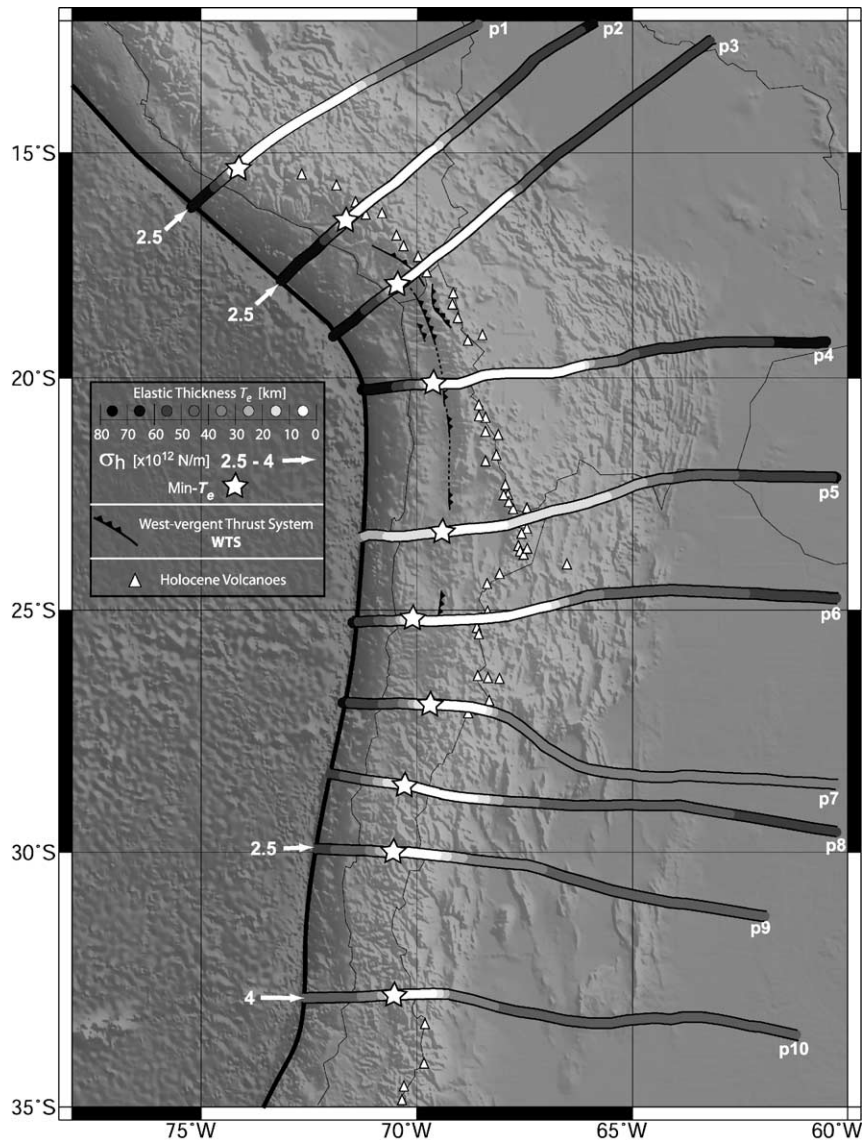 p1
p2
p3
15°S
2.5
2.5
20°S
p4
Elastic Thickness Te [km]
80 70 60 50 40 30 20 10 0
σh [x10¹² N/m] 2.5 - 4
Min-Te
West-vergent Thrust System
WTS
Holocene Volcanoes
p5
25°S
p6
p7
p8
30°S
2.5
p9
4
p10
35°S
75°W 70°W 65°W 60°W